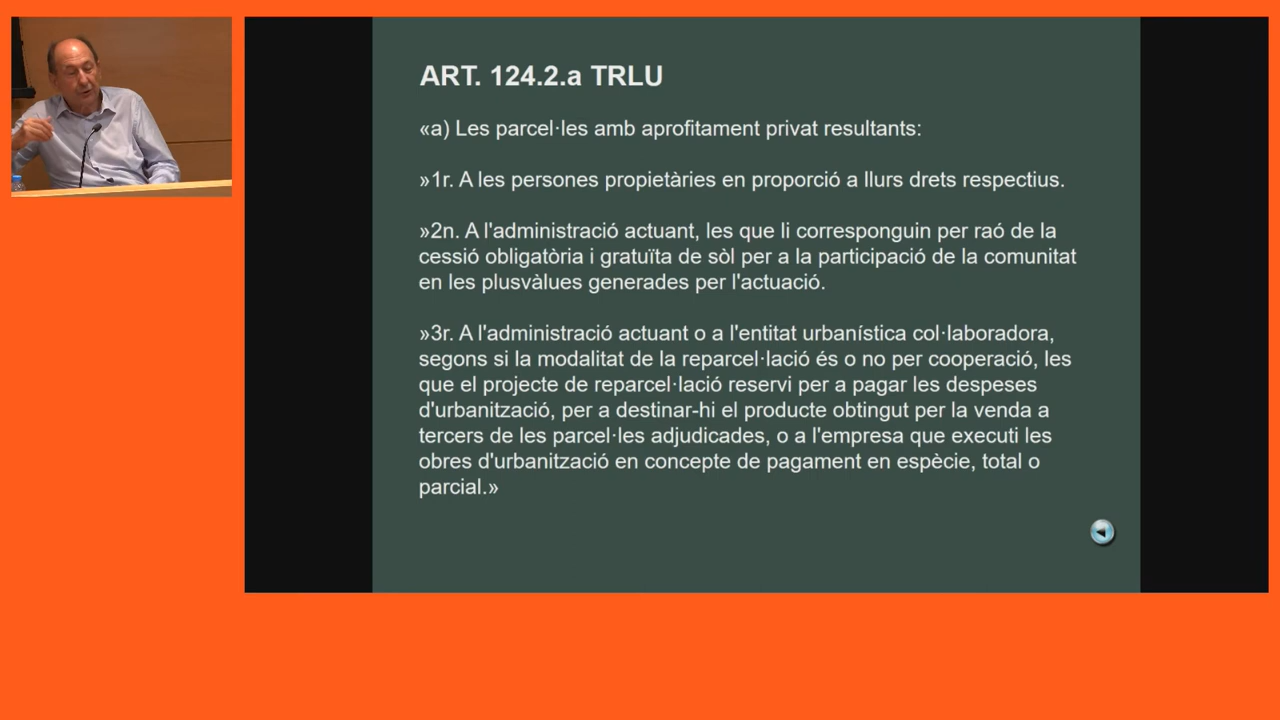 ART. 124.2.a TRLU
«a) Les parcel·les amb aprofitament privat resultants:
»1r. A les persones propietàries en proporció a llurs drets respectius.
»2n. A l'administració actuant, les que li corresponguin per raó de la
cessió obligatòria i gratuïta de sòl per a la participació de la comunitat
en les plusvàlues generades per l'actuació.
»3r. A l'administració actuant o a l'entitat urbanística col·laboradora,
segons si la modalitat de la reparcel·lació és o no per cooperació, les
que el projecte de reparcel·lació reservi per a pagar les despeses
d'urbanització, per a destinar-hi el producte obtingut per la venda a
tercers de les parcel·les adjudicades, o a l'empresa que executi les
obres d'urbanització en concepte de pagament en espècie, total o
parcial.»